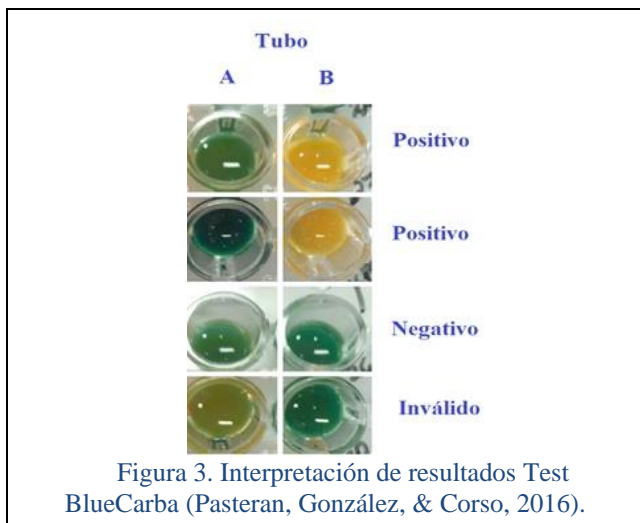 Tubo
A B
Positivo
Positivo
Negativo
Inválido
Figura 3. Interpretación de resultados Test
BlueCarba (Pasteran, González, & Corso, 2016).